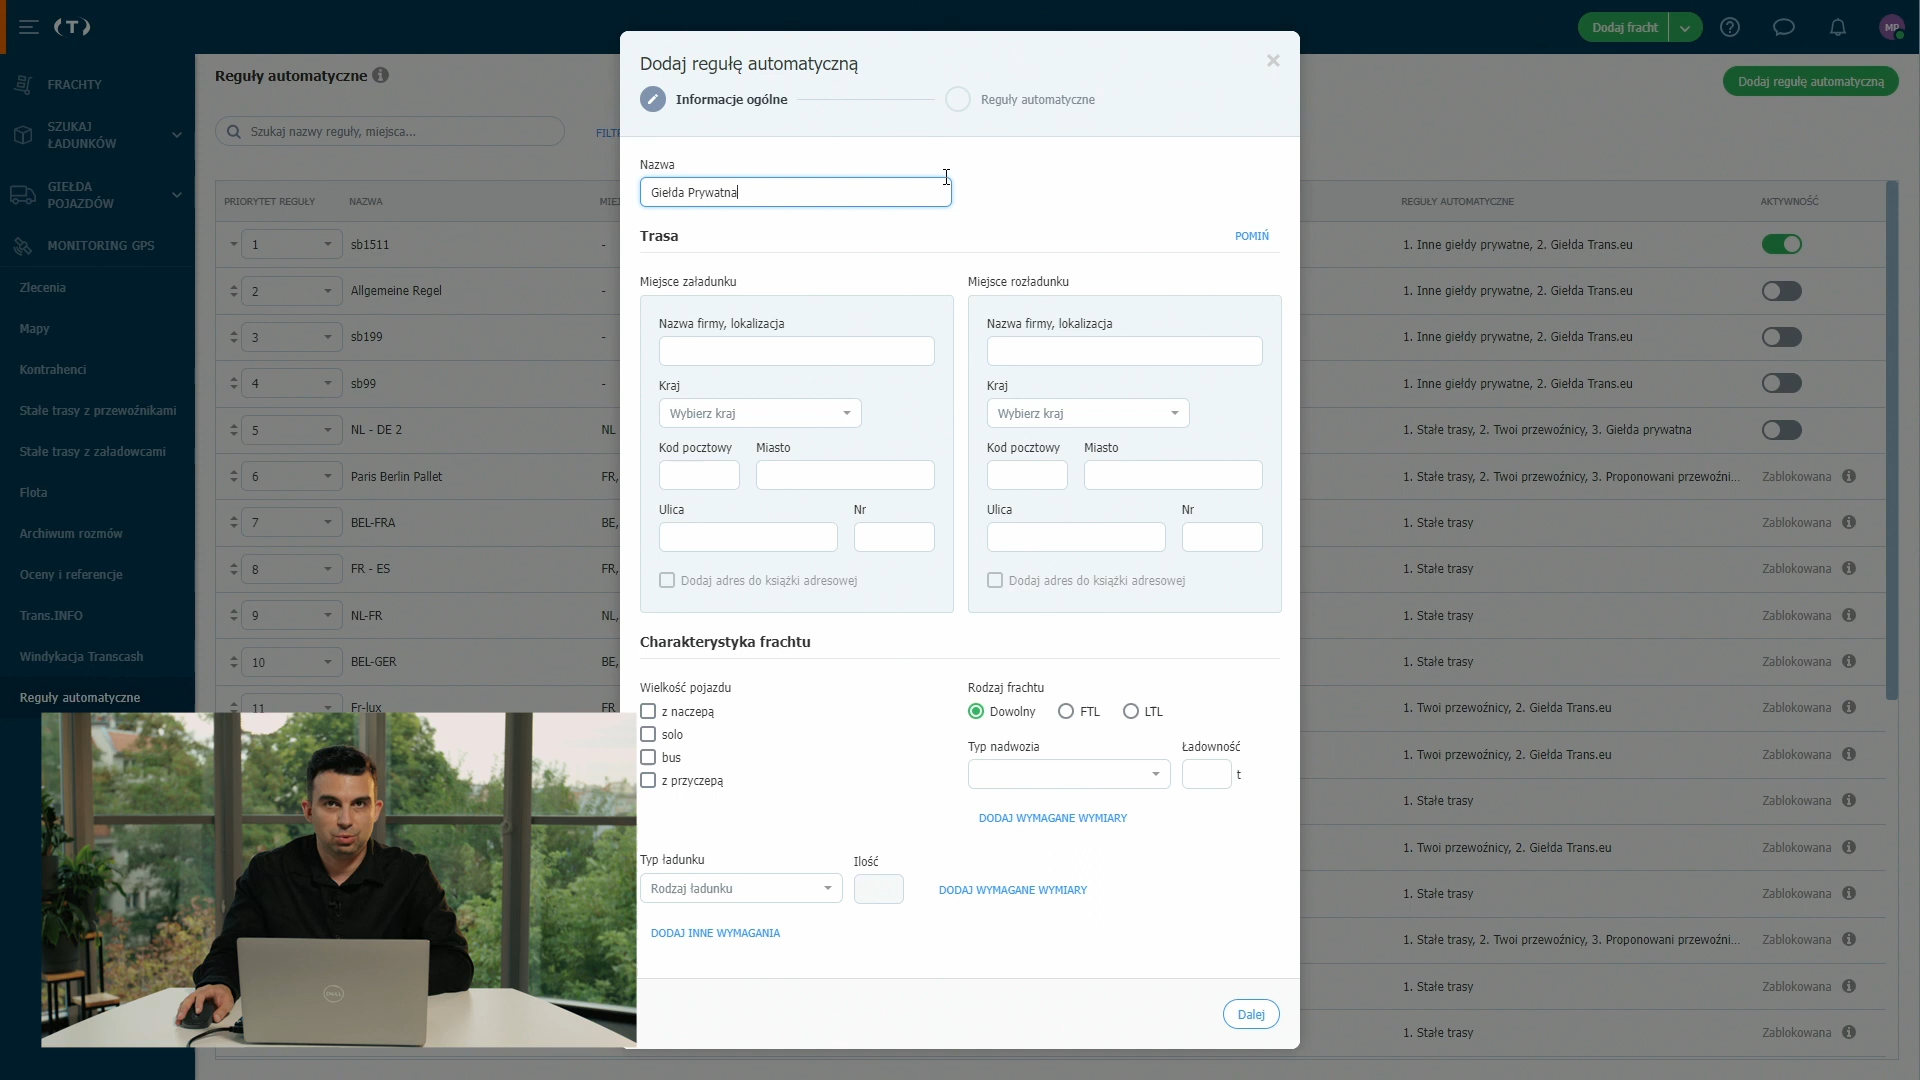 Dodaj fracht
MP
FRACHTY
SZUKAJ
ŁADUNKÓW
GIEŁDA
POJAZDÓW
MONITORING GPS
Zlecenia
Mapy
Kontrahenci
Stałe trasy z przewoźnikami
Stałe trasy z załadowcami
Flota
Archiwum rozmów
Oceny i referencje
Trans.INFO
Windykacja Transcash
Reguły automatyczne
Reguły automatyczne
Dodaj regułę automatyczną
Szukaj nazwy reguły, miejsca...
PRIORYTET REGUŁY NAZWA REGUŁY AUTOMATYCZNE AKTYWNOŚĆ
1 sb1511 - 1. Inne giełdy prywatne, 2. Giełda Trans.eu
2 Allgemeine Regel - 1. Inne giełdy prywatne, 2. Giełda Trans.eu
3 sb199 - 1. Inne giełdy prywatne, 2. Giełda Trans.eu
4 sb99 - 1. Inne giełdy prywatne, 2. Giełda Trans.eu
5 NL - DE 2 NL 1. Stałe trasy, 2. Twoi przewoźnicy, 3. Giełda prywatna
6 Paris Berlin Pallet FR, 1. Stałe trasy, 2. Twoi przewoźnicy, 3. Proponowani przewoźni... Zablokowana
7 BEL-FRA BE, 1. Stałe trasy Zablokowana
8 FR - ES FR, 1. Stałe trasy Zablokowana
9 NL-FR NL, 1. Stałe trasy Zablokowana
10 BEL-GER BE, 1. Stałe trasy Zablokowana
11 Fr-lux FR 1. Twoi przewoźnicy, 2. Giełda Trans.eu Zablokowana
1. Twoi przewoźnicy, 2. Giełda Trans.eu Zablokowana
1. Stałe trasy Zablokowana
1. Twoi przewoźnicy, 2. Giełda Trans.eu Zablokowana
1. Stałe trasy Zablokowana
1. Stałe trasy, 2. Twoi przewoźnicy, 3. Proponowani przewoźni... Zablokowana
1. Stałe trasy Zablokowana
1. Stałe trasy Zablokowana
Dodaj regułę automatyczną
Informacje ogólne Reguły automatyczne
Nazwa
Giełda Prywatna
Trasa POMIŃ
Miejsce załadunku
Nazwa firmy, lokalizacja
Kraj
Wybierz kraj
Kod pocztowy Miasto
Ulica Nr
Dodaj adres do książki adresowej
Miejsce rozładunku
Nazwa firmy, lokalizacja
Kraj
Wybierz kraj
Kod pocztowy Miasto
Ulica Nr
Dodaj adres do książki adresowej
Charakterystyka frachtu
Wielkość pojazdu
z naczepą
solo
bus
z przyczepą
Rodzaj frachtu
Dowolny FTL LTL
Typ nadwozia Ładowność
t
DODAJ WYMAGANE WYMIARY
Typ ładunku Ilość
Rodzaj ładunku DODAJ WYMAGANE WYMIARY
DODAJ INNE WYMAGANIA
Dalej
DELL